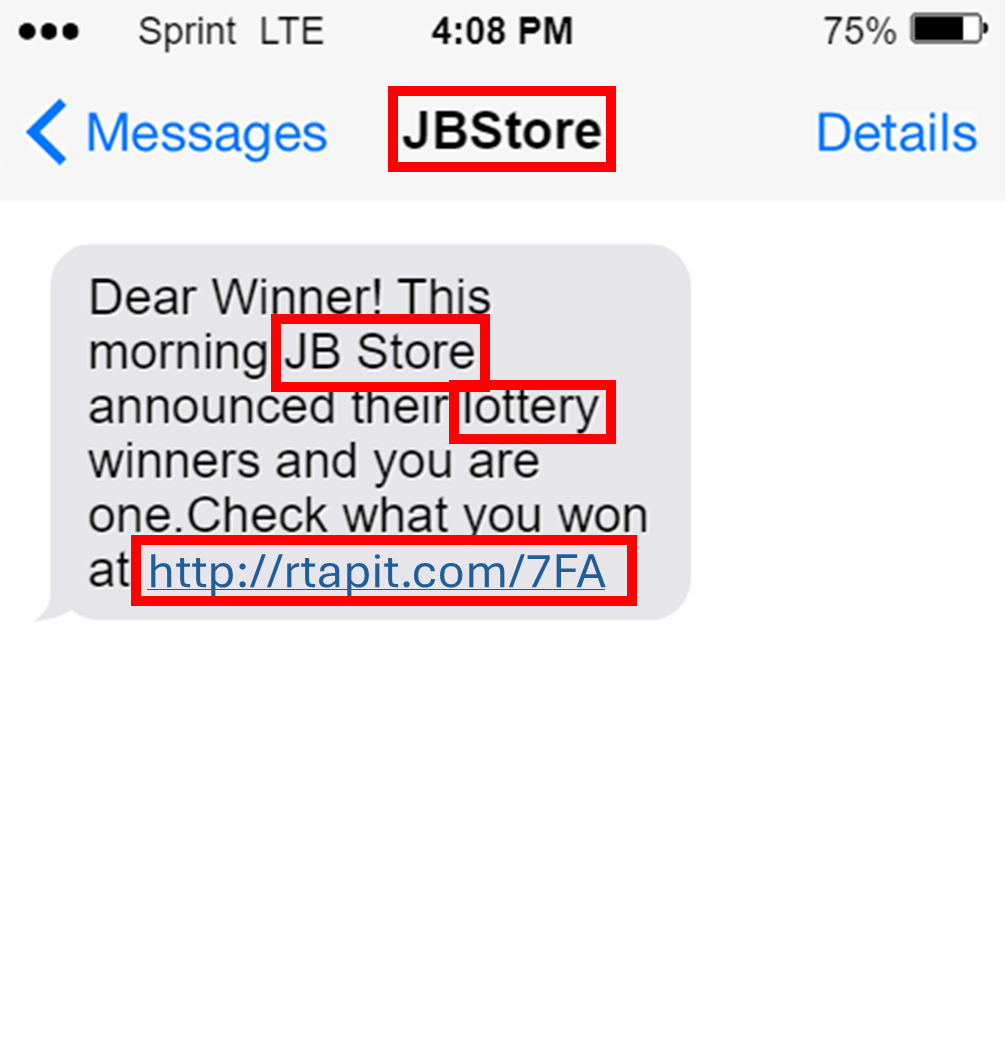 Sprint LTE 4:08 PM 75%
Messages JBStore Details
Dear Winner! This
morning JB Store
announced their lottery
winners and you are
one.Check what you won
at http://rtapit.com/7FA